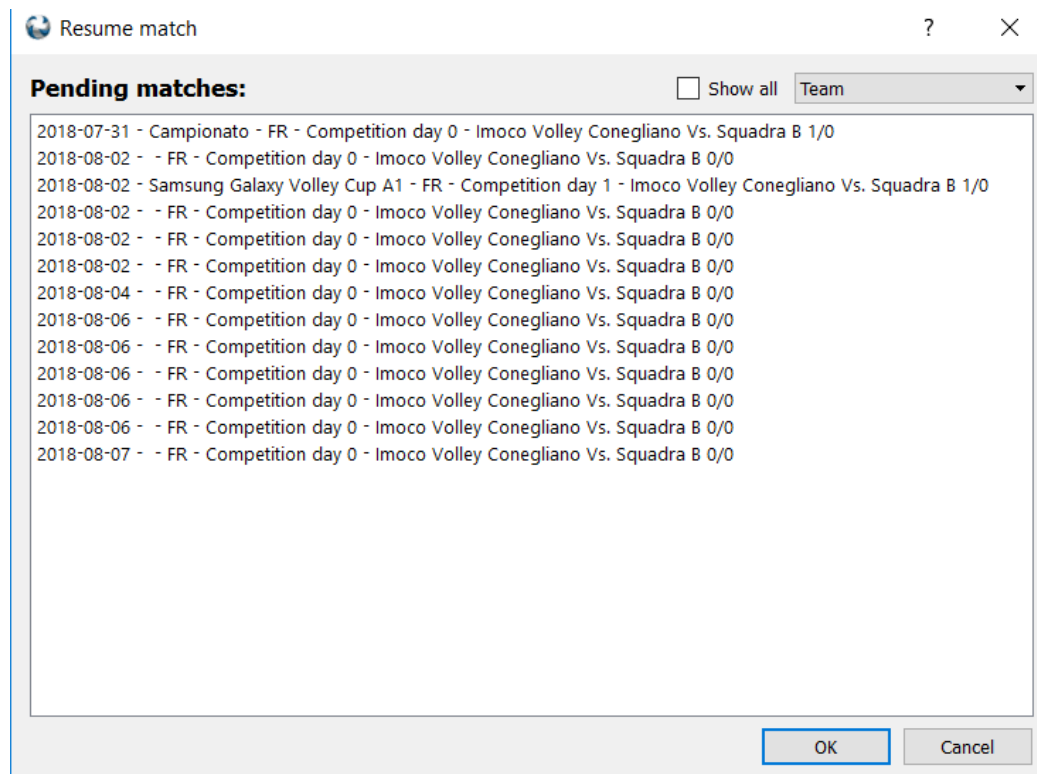 Resume match
Pending matches:
Show all
Team
2018-07-31 - Campionato - FR - Competition day 0 - Imoco Volley Conegliano Vs. Squadra B 1/0
2018-08-02 -  - FR - Competition day 0 - Imoco Volley Conegliano Vs. Squadra B 0/0
2018-08-02 - Samsung Galaxy Volley Cup A1 - FR - Competition day 1 - Imoco Volley Conegliano Vs. Squadra B 1/0
2018-08-02 -  - FR - Competition day 0 - Imoco Volley Conegliano Vs. Squadra B 0/0
2018-08-02 -  - FR - Competition day 0 - Imoco Volley Conegliano Vs. Squadra B 0/0
2018-08-02 -  - FR - Competition day 0 - Imoco Volley Conegliano Vs. Squadra B 0/0
2018-08-04 -  - FR - Competition day 0 - Imoco Volley Conegliano Vs. Squadra B 0/0
2018-08-06 -  - FR - Competition day 0 - Imoco Volley Conegliano Vs. Squadra B 0/0
2018-08-06 -  - FR - Competition day 0 - Imoco Volley Conegliano Vs. Squadra B 0/0
2018-08-06 -  - FR - Competition day 0 - Imoco Volley Conegliano Vs. Squadra B 0/0
2018-08-06 -  - FR - Competition day 0 - Imoco Volley Conegliano Vs. Squadra B 0/0
2018-08-06 -  - FR - Competition day 0 - Imoco Volley Conegliano Vs. Squadra B 0/0
2018-08-07 -  - FR - Competition day 0 - Imoco Volley Conegliano Vs. Squadra B 0/0
OK
Cancel